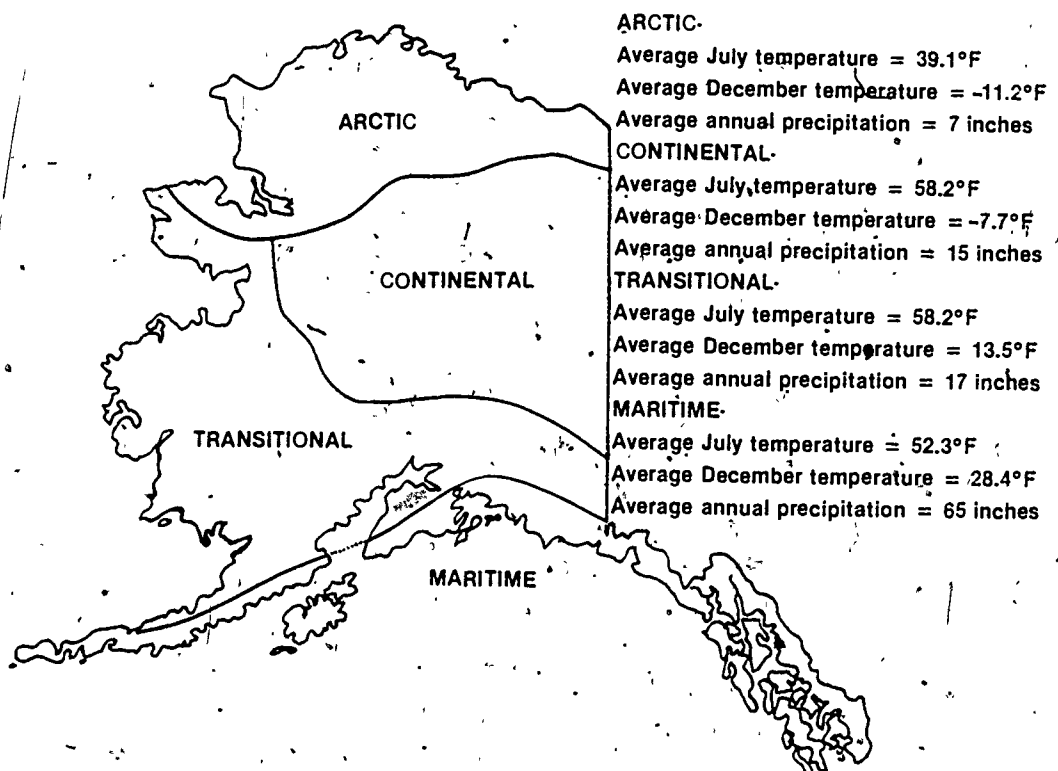 ARCTIC-
Average July temperature = 39.1°F
Average December temperature = -11.2°F
Average annual precipitation = 7 inches
CONTINENTAL-
Average July temperature = 58.2°F
Average December temperature = -7.7°F
Average annual precipitation = 15 inches
TRANSITIONAL-
Average July temperature = 58.2°F
Average December temperature = 13.5°F
Average annual precipitation = 17 inches
MARITIME-
Average July temperature = 52.3°F
Average December temperature = 28.4°F
Average annual precipitation = 65 inches
ARCTIC
CONTINENTAL
TRANSITIONAL
MARITIME